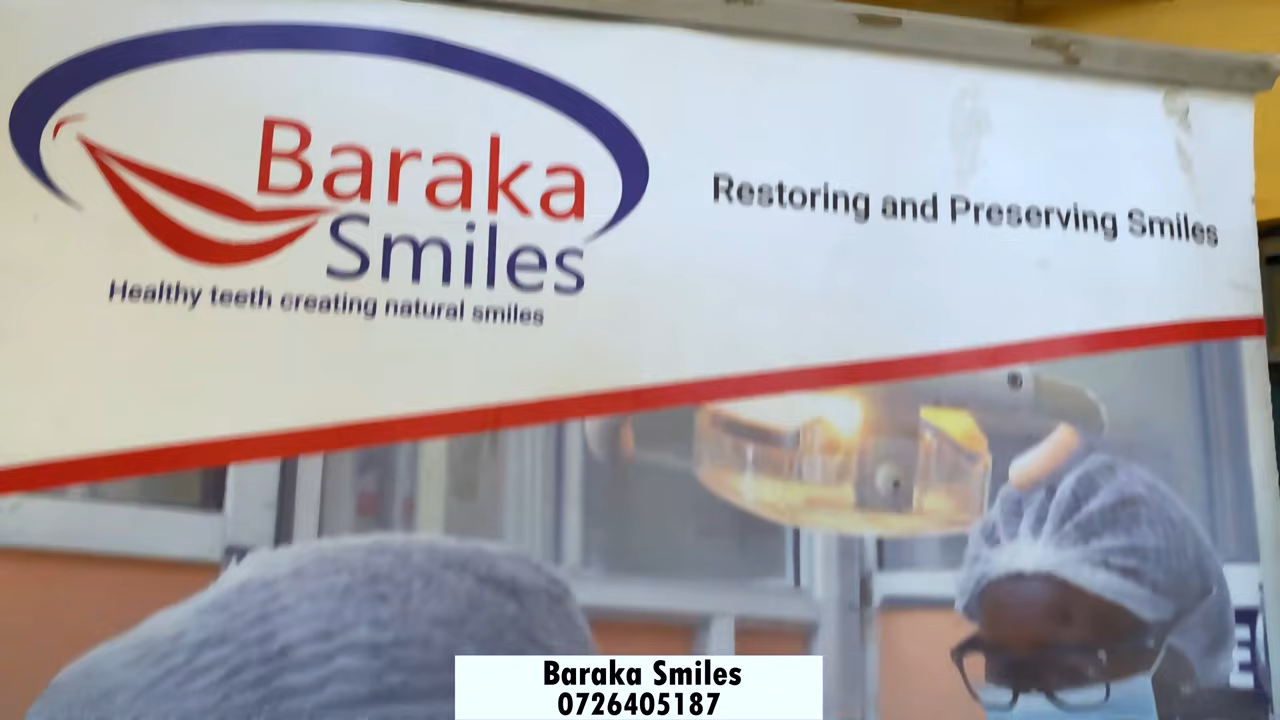 Baraka
Smiles
Healthy teeth creating natural smiles
Restoring and Preserving Smiles
Baraka Smiles
0726405187